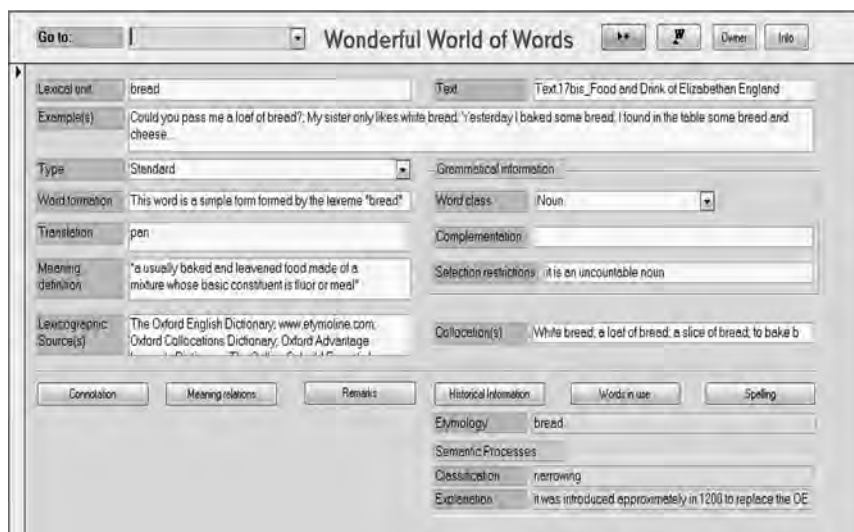 Go to: Wonderful World of Words Owner Info
Lexical unit bread Text Text17bis_Food and Drink of Elizabethan England
Example(s) Could you pass me a loaf of bread?; My sister only likes white bread; Yesterday I baked some bread; I found in the table some bread and
cheese...
Type Standard Grammatical information
Word formation This word is a simple form formed by the lexeme "bread" Word class Noun
Translation pan Complementation
Meaning definition "a usually baked and leavened food made of a
mixture whose basic constituent is fluor or meal" Selection restrictions it is an uncountable noun
Lexicographic Source(s) The Oxford English Dictionary; www.etymoline.com;
Oxford Collocations Dictionary; Oxford Advantage Collocation(s) White bread; a loaf of bread; a slice of bread; to bake b
Connotation Meaning relations Remarks Historical Information Words in use Spelling
Etymology bread
Semantic Processes
Classification narrowing
Explanation it was introduced approximately in 1200 to replace the OE